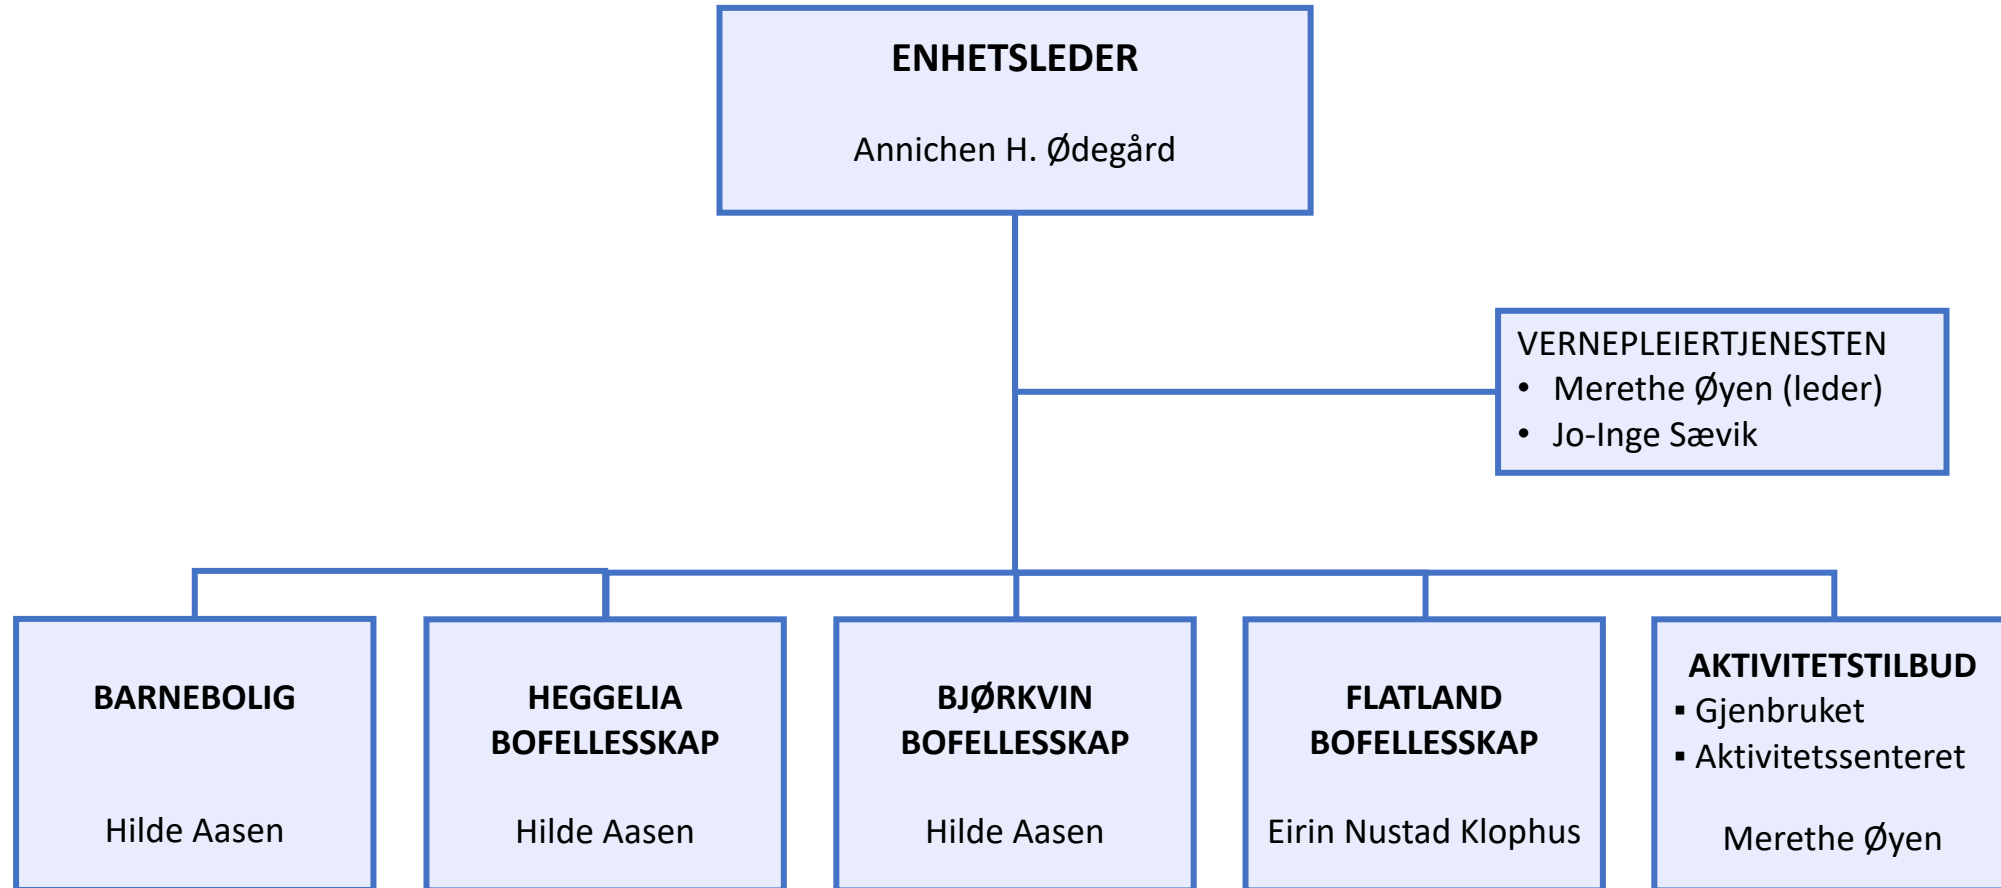 ENHETSLEDER
Annichen H. Ødegård
VERNEPLEIERTJENESTEN
• Merethe Øyen (leder)
• Jo-Inge Sævik
BARNEBOLIG
Hilde Aasen
HEGGELIA
BOFELLESSKAP
Hilde Aasen
BJØRKVIN
BOFELLESSKAP
Hilde Aasen
FLATLAND
BOFELLESSKAP
Eirin Nustad Klophus
AKTIVITETSTILBUD
▪ Gjenbruket
▪ Aktivitetssenteret
Merethe Øyen